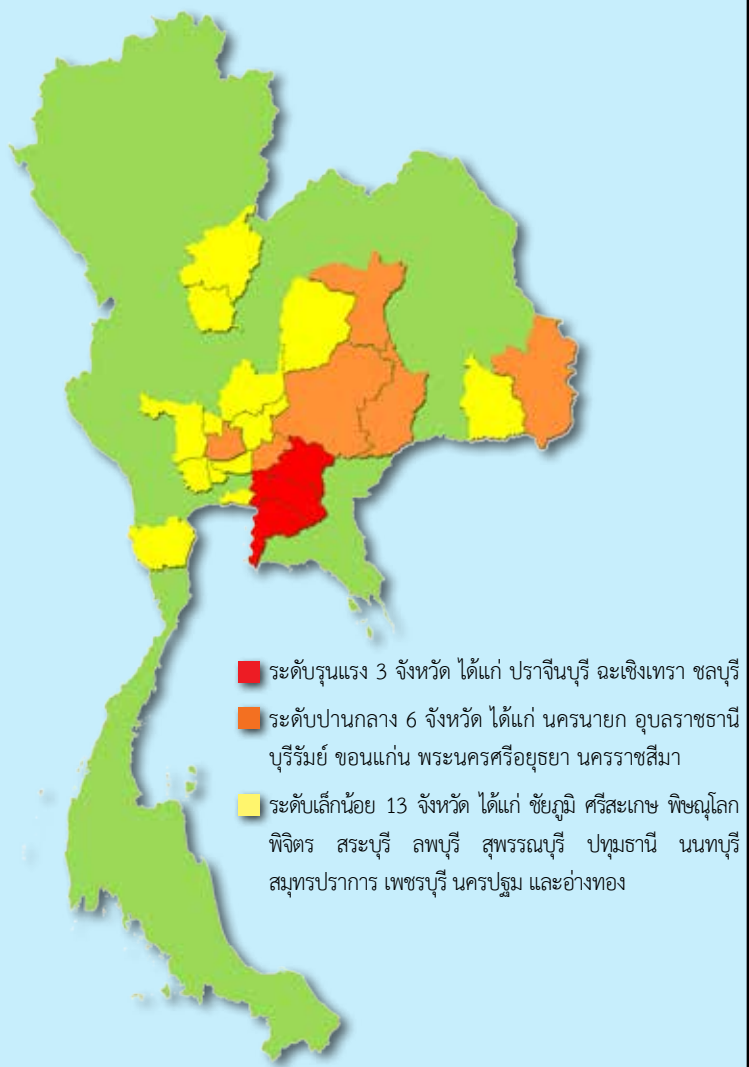 ระดับรุนแรง 3 จังหวัด ได้แก่ ปราจีนบุรี ฉะเชิงเทรา ชลบุรี
ระดับปานกลาง 6 จังหวัด ได้แก่ นครนายก อุบลราชธานี
บุรีรัมย์ ขอนแก่น พระนครศรีอยุธยา นครราชสีมา
ระดับเล็กน้อย 13 จังหวัด ได้แก่ ชัยภูมิ ศรีสะเกษ พิษณุโลก
พิจิตร สระบุรี ลพบุรี สุพรรณบุรี ปทุมธานี นนทบุรี
สมุทรปราการ เพชรบุรี นครปฐม และอ่างทอง